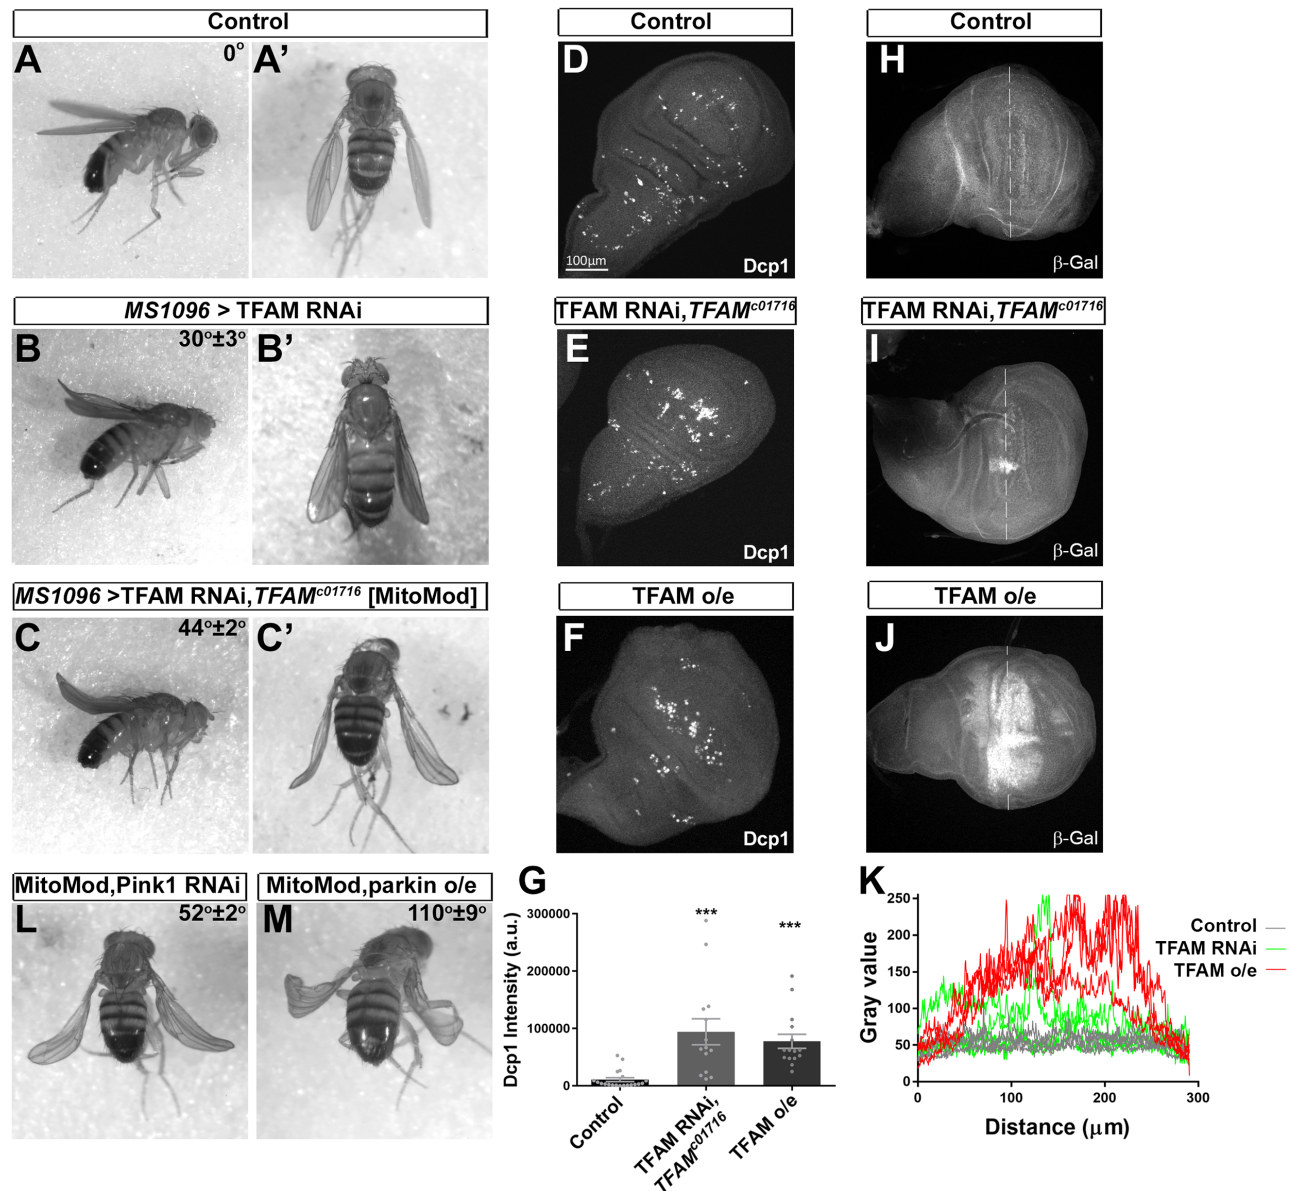 Control
A
0°
A’
MS1096 > TFAM RNAi
B
30°±3°
B’
MS1096 >TFAM RNAi,TFAMᶜ⁰¹⁷¹⁶ [MitoMod]
C
44°±2°
C’
MitoMod,Pink1 RNAi
L
52°±2°
MitoMod,parkin o/e
M
110°±9°
Control
D
100μm
Dcp1
TFAM RNAi,TFAMᶜ⁰¹⁷¹⁶
E
Dcp1
TFAM o/e
F
Dcp1
G
Dcp1 Intensity (a.u.)
300000
200000
100000
0
***
***
Control
TFAM RNAi,
TFAMᶜ⁰¹⁷¹⁶
TFAM o/e
Control
H
β-Gal
TFAM RNAi,TFAMᶜ⁰¹⁷¹⁶
I
β-Gal
TFAM o/e
J
β-Gal
K
Gray value
250
200
150
100
50
0
0 100 200 300
Distance (μm)
Control
TFAM RNAi
TFAM o/e